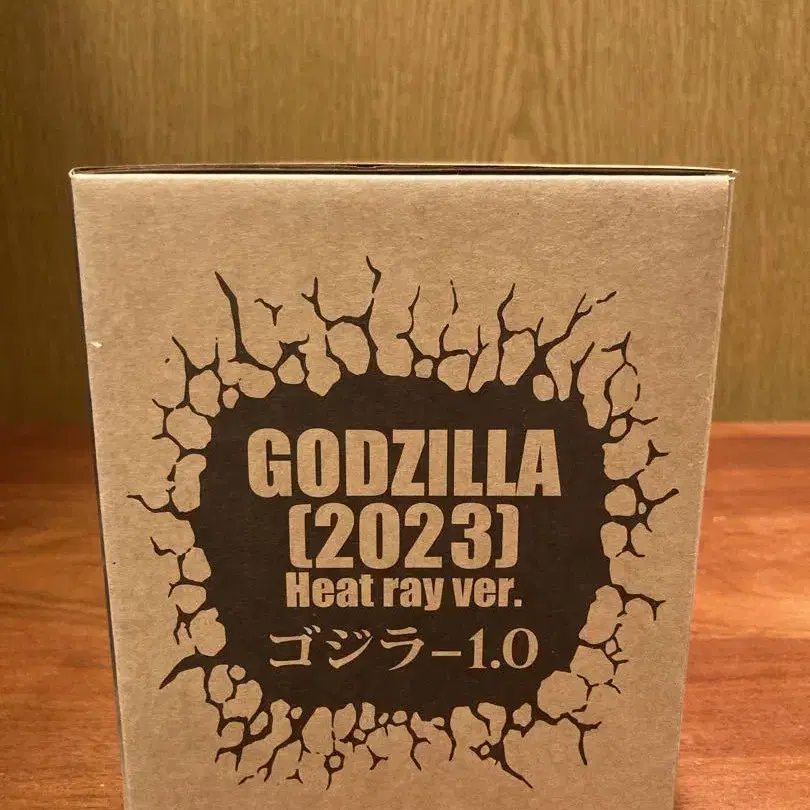 GODZILLA
(2023)
Heat ray ver.
ゴジラ-1.0